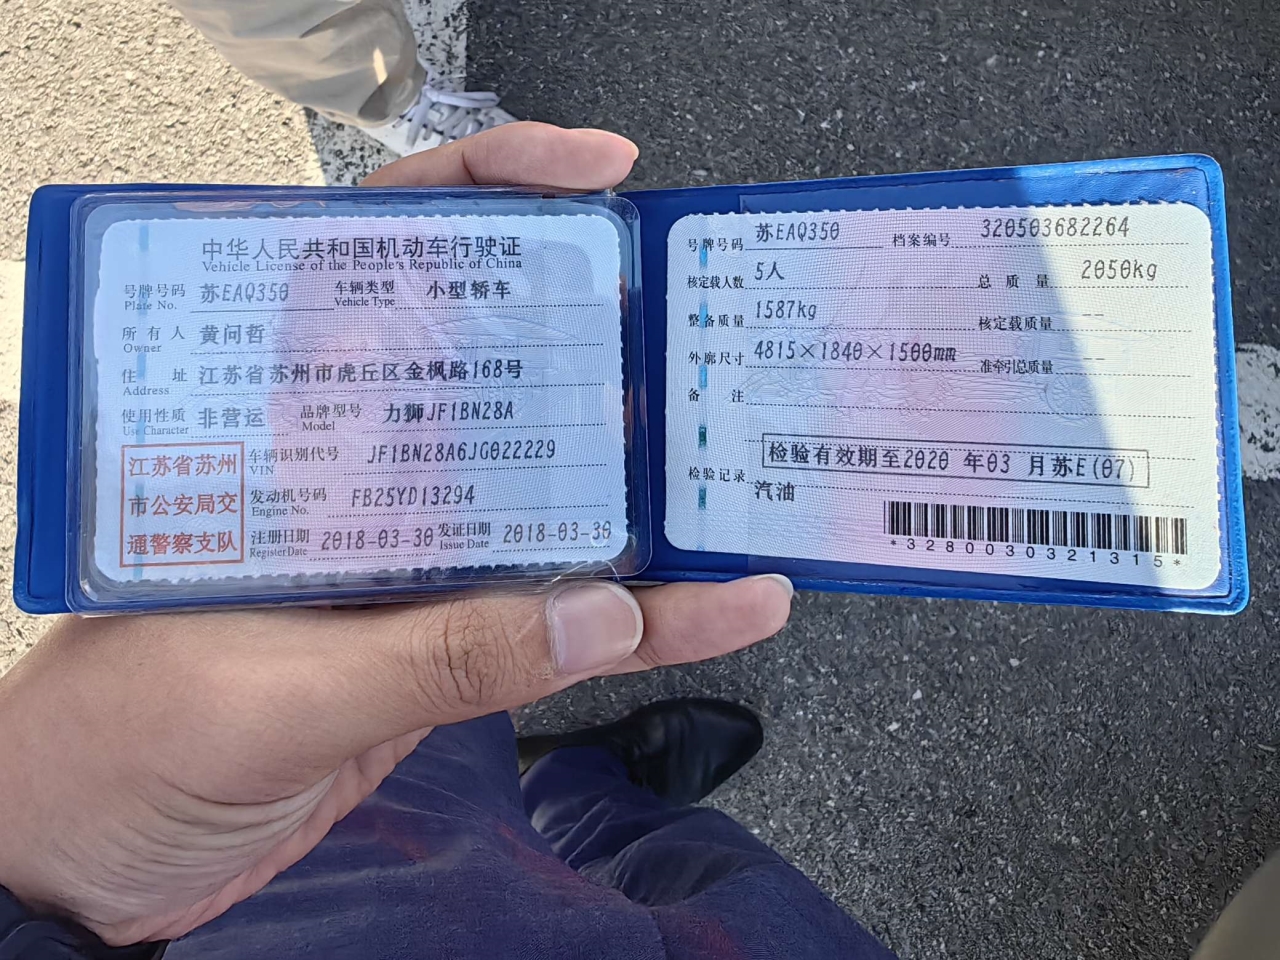 中华人民共和国机动车行驶证
Vehicle License of the People's Republic of China
号牌号码 苏EAQ350 车辆类型 小型轿车
Plate No. Vehicle Type
所有人 黄问哲
Owner
住址 江苏省苏州市虎丘区金枫路168号
Address
使用性质 非营运 品牌型号 力狮JF1BN28A
Use Character Model
江苏省苏州
市公安局交
通警察支队
车辆识别代号 JF1BN28A6JG022229
VIN
发动机号码 FB25YD13294
Engine No.
注册日期 2018-03-30 发证日期 2018-03-30
Register Date Issue Date
号牌号码 苏EAQ350 档案编号 320503682264
核定载人数 5人 总质量 2050kg
整备质量 1587kg 核定载质量 --
外廓尺寸 4815×1840×1500mm 准牵引总质量 --
备注
检验有效期至2020 年03 月苏E(07)
检验记录
汽油
*3280030321315*